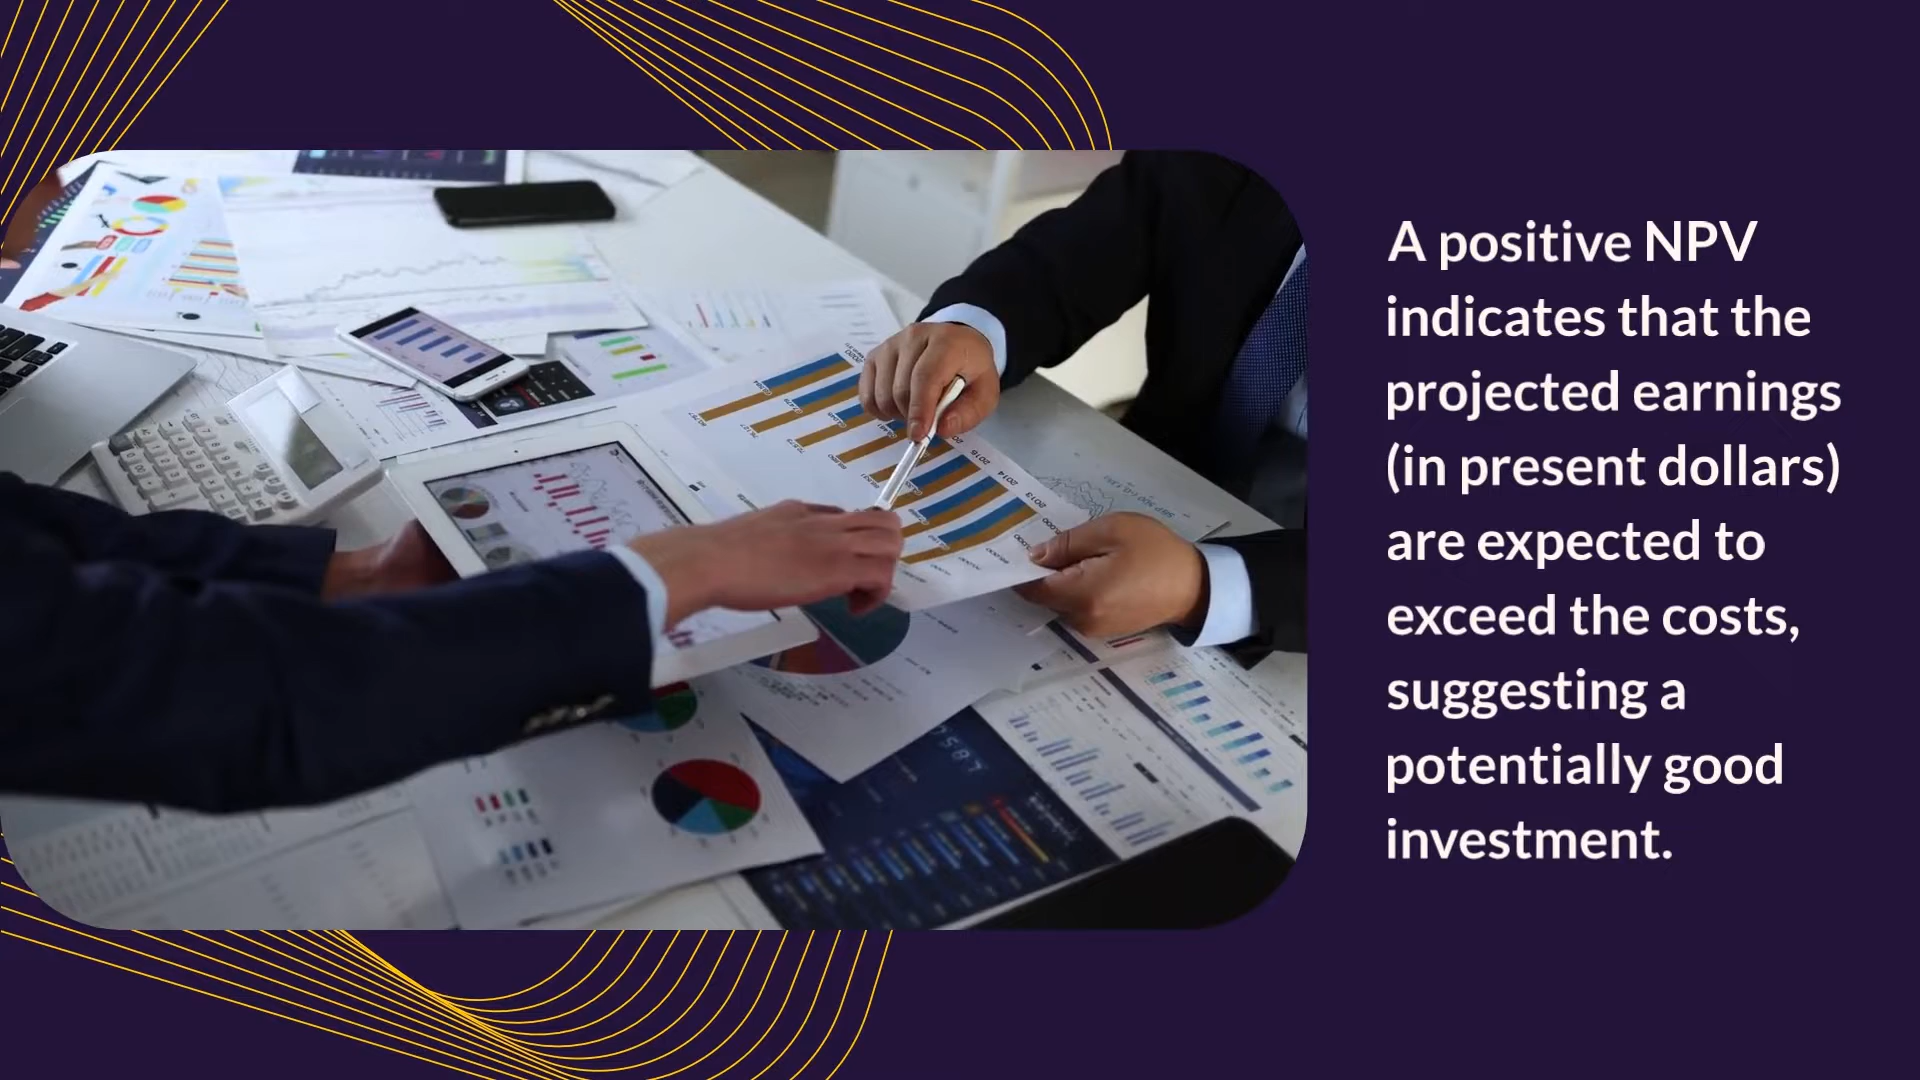 A positive NPV
indicates that the
projected earnings
(in present dollars)
are expected to
exceed the costs,
suggesting a
potentially good
investment.